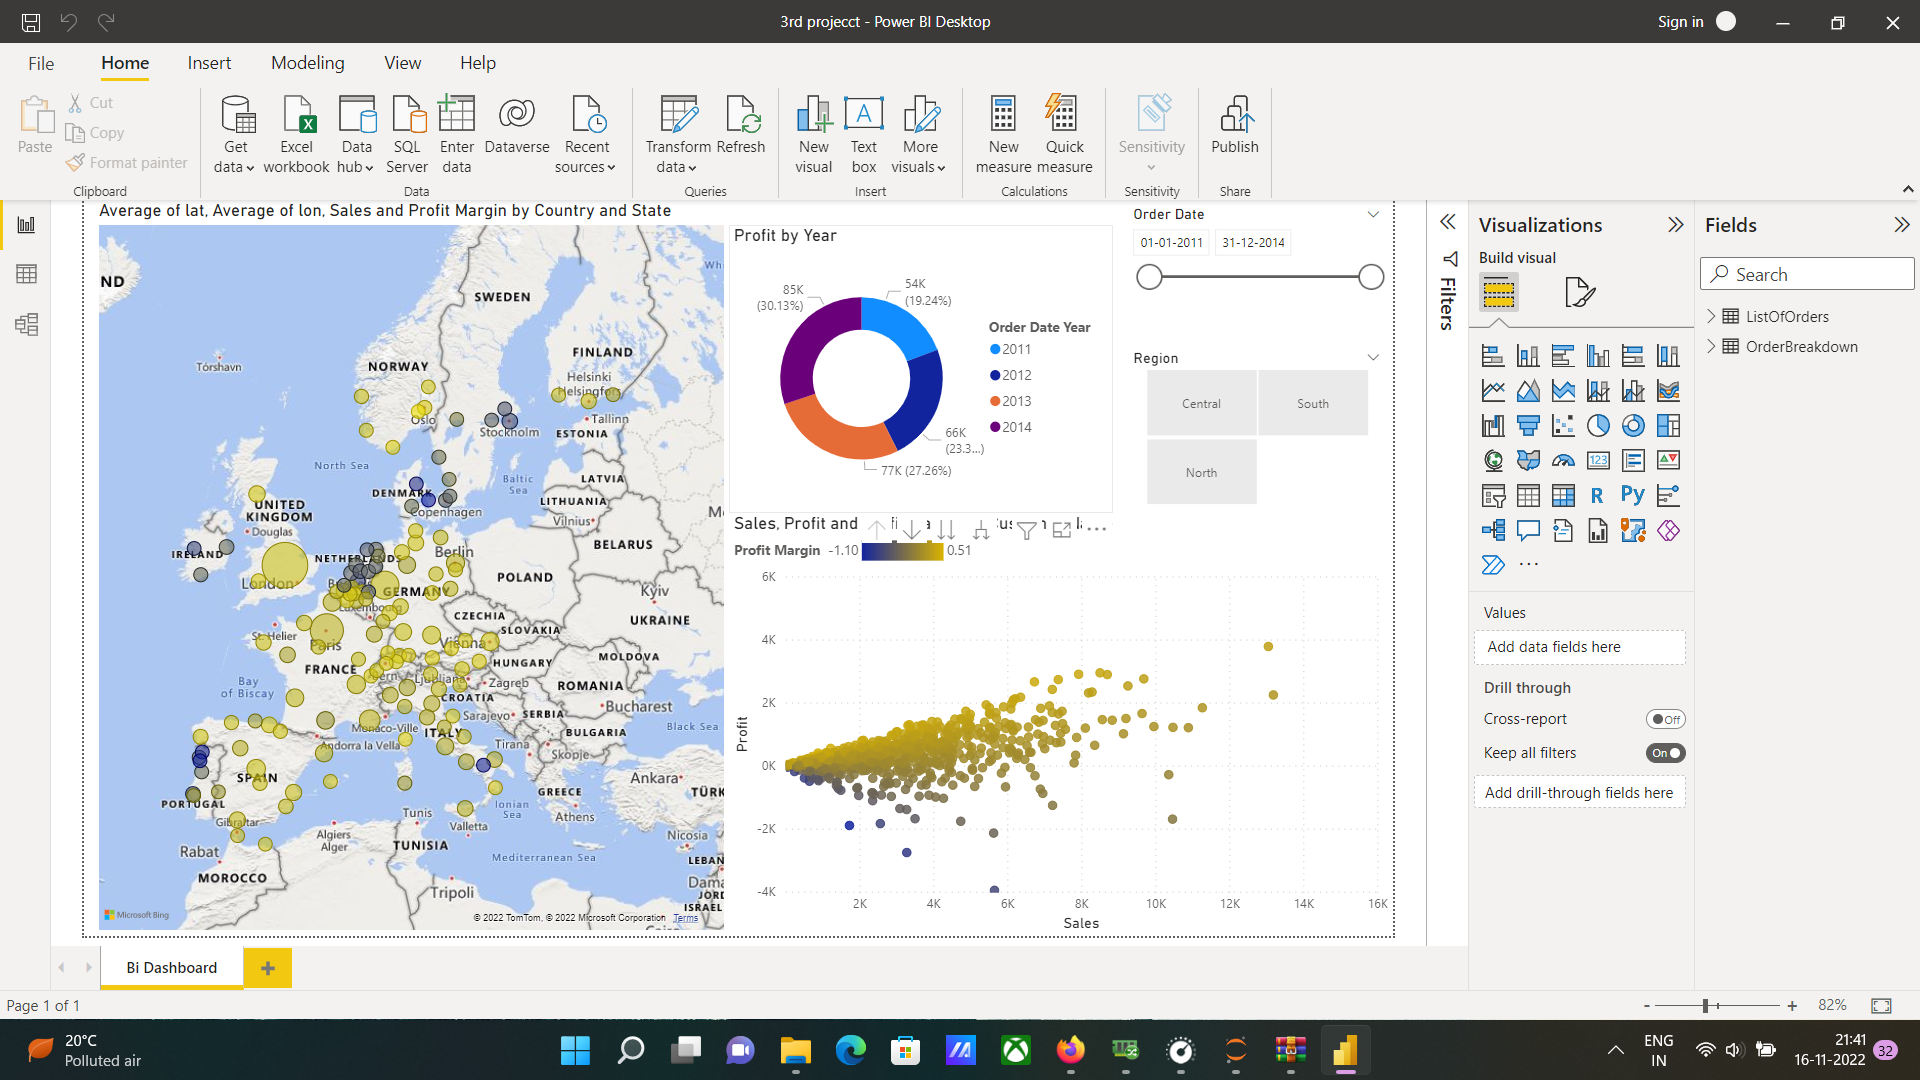 3rd projecct - Power BI Desktop
Sign in
File
Home
Insert
Modeling
View
Help
Paste
Cut
Copy
Format painter
Clipboard
Get data
Excel workbook
Data hub
SQL Server
Enter data
Dataverse
Recent sources
Data
Transform data
Refresh
Queries
New visual
Text box
More visuals
Insert
New measure
Quick measure
Calculations
Sensitivity
Sensitivity
Publish
Share
Average of lat, Average of lon, Sales and Profit Margin by Country and State
ND
SWEDEN
Tórshavn
NORWAY
FINLAND
Helsinki
Helsingfors
Oslo
Stockholm
Tallinn
ESTONIA
North Sea
Baltic Sea
LATVIA
DENMARK
LITHUANIA
Copenhagen
Vilnius
UNITED KINGDOM
Douglas
IRELAND
BELARUS
NETHERLANDS
Berlin
London
POLAND
GERMANY
Kyiv
Luxembourg
CZECHIA
UKRAINE
St. Helier
Paris
SLOVAKIA
Vienna
FRANCE
HUNGARY
MOLDOVA
Bay of Biscay
Bern
Ljubljana
Zagreb
ROMANIA
CROATIA
Bucharest
Monaco-Ville
Sarajevo
SERBIA
Black Sea
ITALY
BULGARIA
Andorra la Vella
Tirana
Skopje
SPAIN
Ankara
TÜRK
PORTUGAL
GREECE
Ionian Sea
Athens
Gibraltar
Algiers
Alger
Tunis
Valletta
Nicosia
Rabat
TUNISIA
Mediterranean Sea
LEBAN
MOROCCO
Dama
Tripoli
JORD
ISRAEL
Microsoft Bing
© 2022 TomTom, © 2022 Microsoft Corporation Terms
Profit by Year
85K (30.13%)
54K (19.24%)
66K (23.3...)
77K (27.26%)
Order Date Year
2011
2012
2013
2014
Order Date
01-01-2011
31-12-2014
Region
Central
South
North
Sales, Profit and
Profit Margin -1.10 0.51
6K
4K
2K
0K
-2K
-4K
Profit
2K 4K 6K 8K 10K 12K 14K 16K
Sales
Filters
Visualizations
Build visual
123
R
Py
Values
Add data fields here
Drill through
Cross-report
Off
Keep all filters
On
Add drill-through fields here
Fields
Search
ListOfOrders
OrderBreakdown
Bi Dashboard
Page 1 of 1
- + 82%
20°C
Polluted air
ENG
IN
21:41
16-11-2022
32